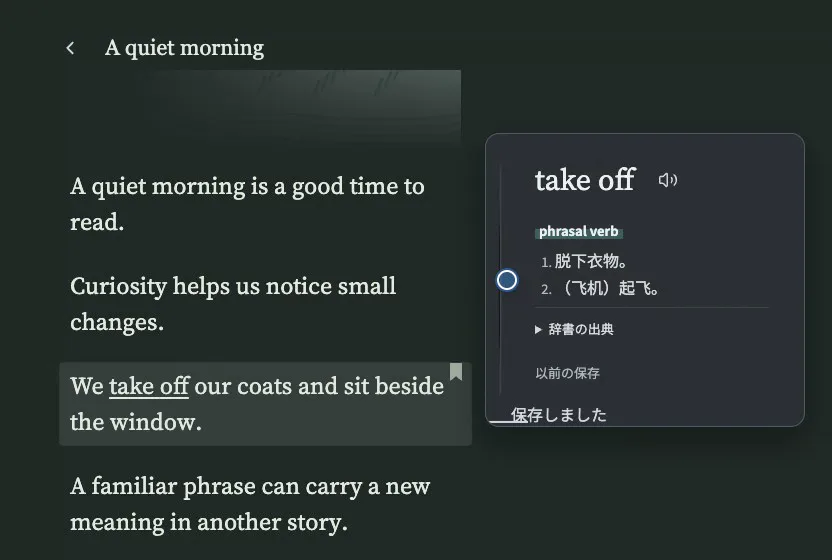 A quiet morning
A quiet morning is a good time to
read.
Curiosity helps us notice small
changes.
We take off our coats and sit beside
the window.
A familiar phrase can carry a new
meaning in another story.
take off
phrasal verb
1. 脱下衣物。
2. （飞机）起飞。
辞書の出典
以前の保存
保存しました